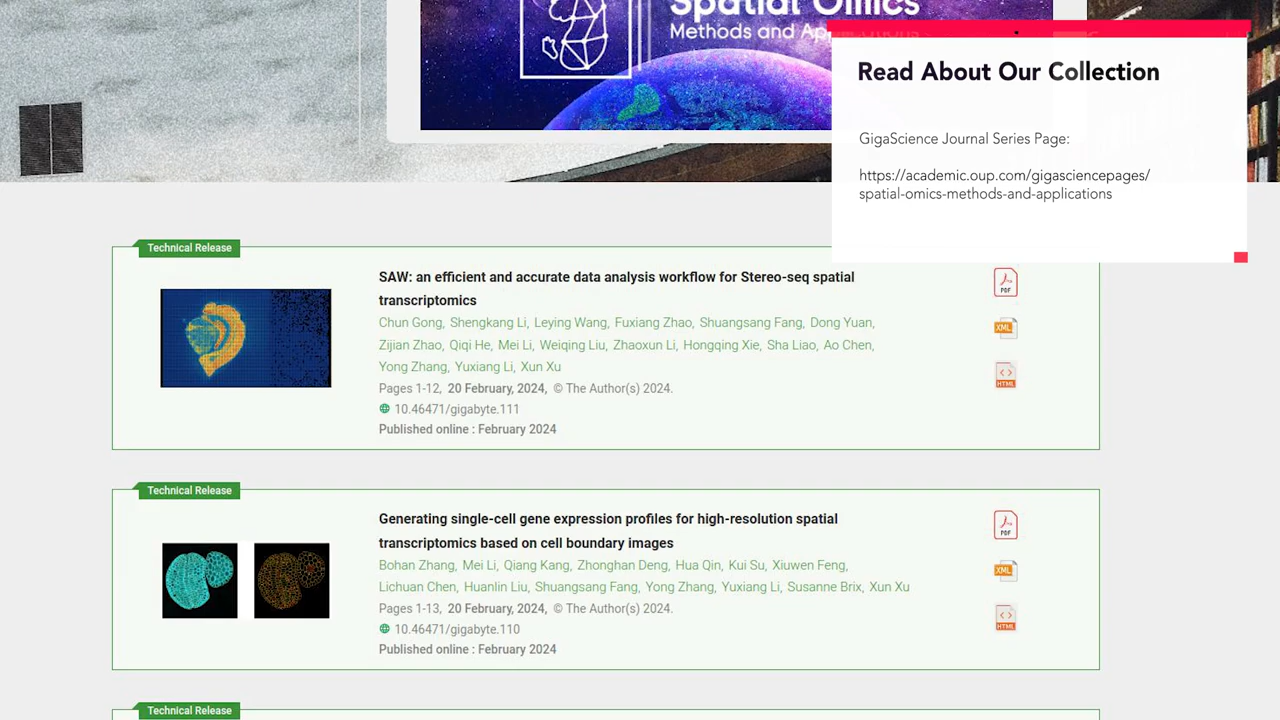 Spatial Omics
Methods and Applications
Read About Our Collection
GigaScience Journal Series Page:
https://academic.oup.com/gigasciencepages/
spatial-omics-methods-and-applications
Technical Release
SAW: an efficient and accurate data analysis workflow for Stereo-seq spatial
transcriptomics
Chun Gong, Shengkang Li, Leying Wang, Fuxiang Zhao, Shuangsang Fang, Dong Yuan,
Zijian Zhao, Qiqi He, Mei Li, Weiqing Liu, Zhaoxun Li, Hongqing Xie, Sha Liao, Ao Chen,
Yong Zhang, Yuxiang Li, Xun Xu
Pages 1-12, 20 February, 2024, © The Author(s) 2024.
10.46471/gigabyte.111
Published online : February 2024
PDF
XML
HTML
Technical Release
Generating single-cell gene expression profiles for high-resolution spatial
transcriptomics based on cell boundary images
Bohan Zhang, Mei Li, Qiang Kang, Zhonghan Deng, Hua Qin, Kui Su, Xiuwen Feng,
Lichuan Chen, Huanlin Liu, Shuangsang Fang, Yong Zhang, Yuxiang Li, Susanne Brix, Xun Xu
Pages 1-13, 20 February, 2024, © The Author(s) 2024.
10.46471/gigabyte.110
Published online : February 2024
PDF
XML
HTML
Technical Release